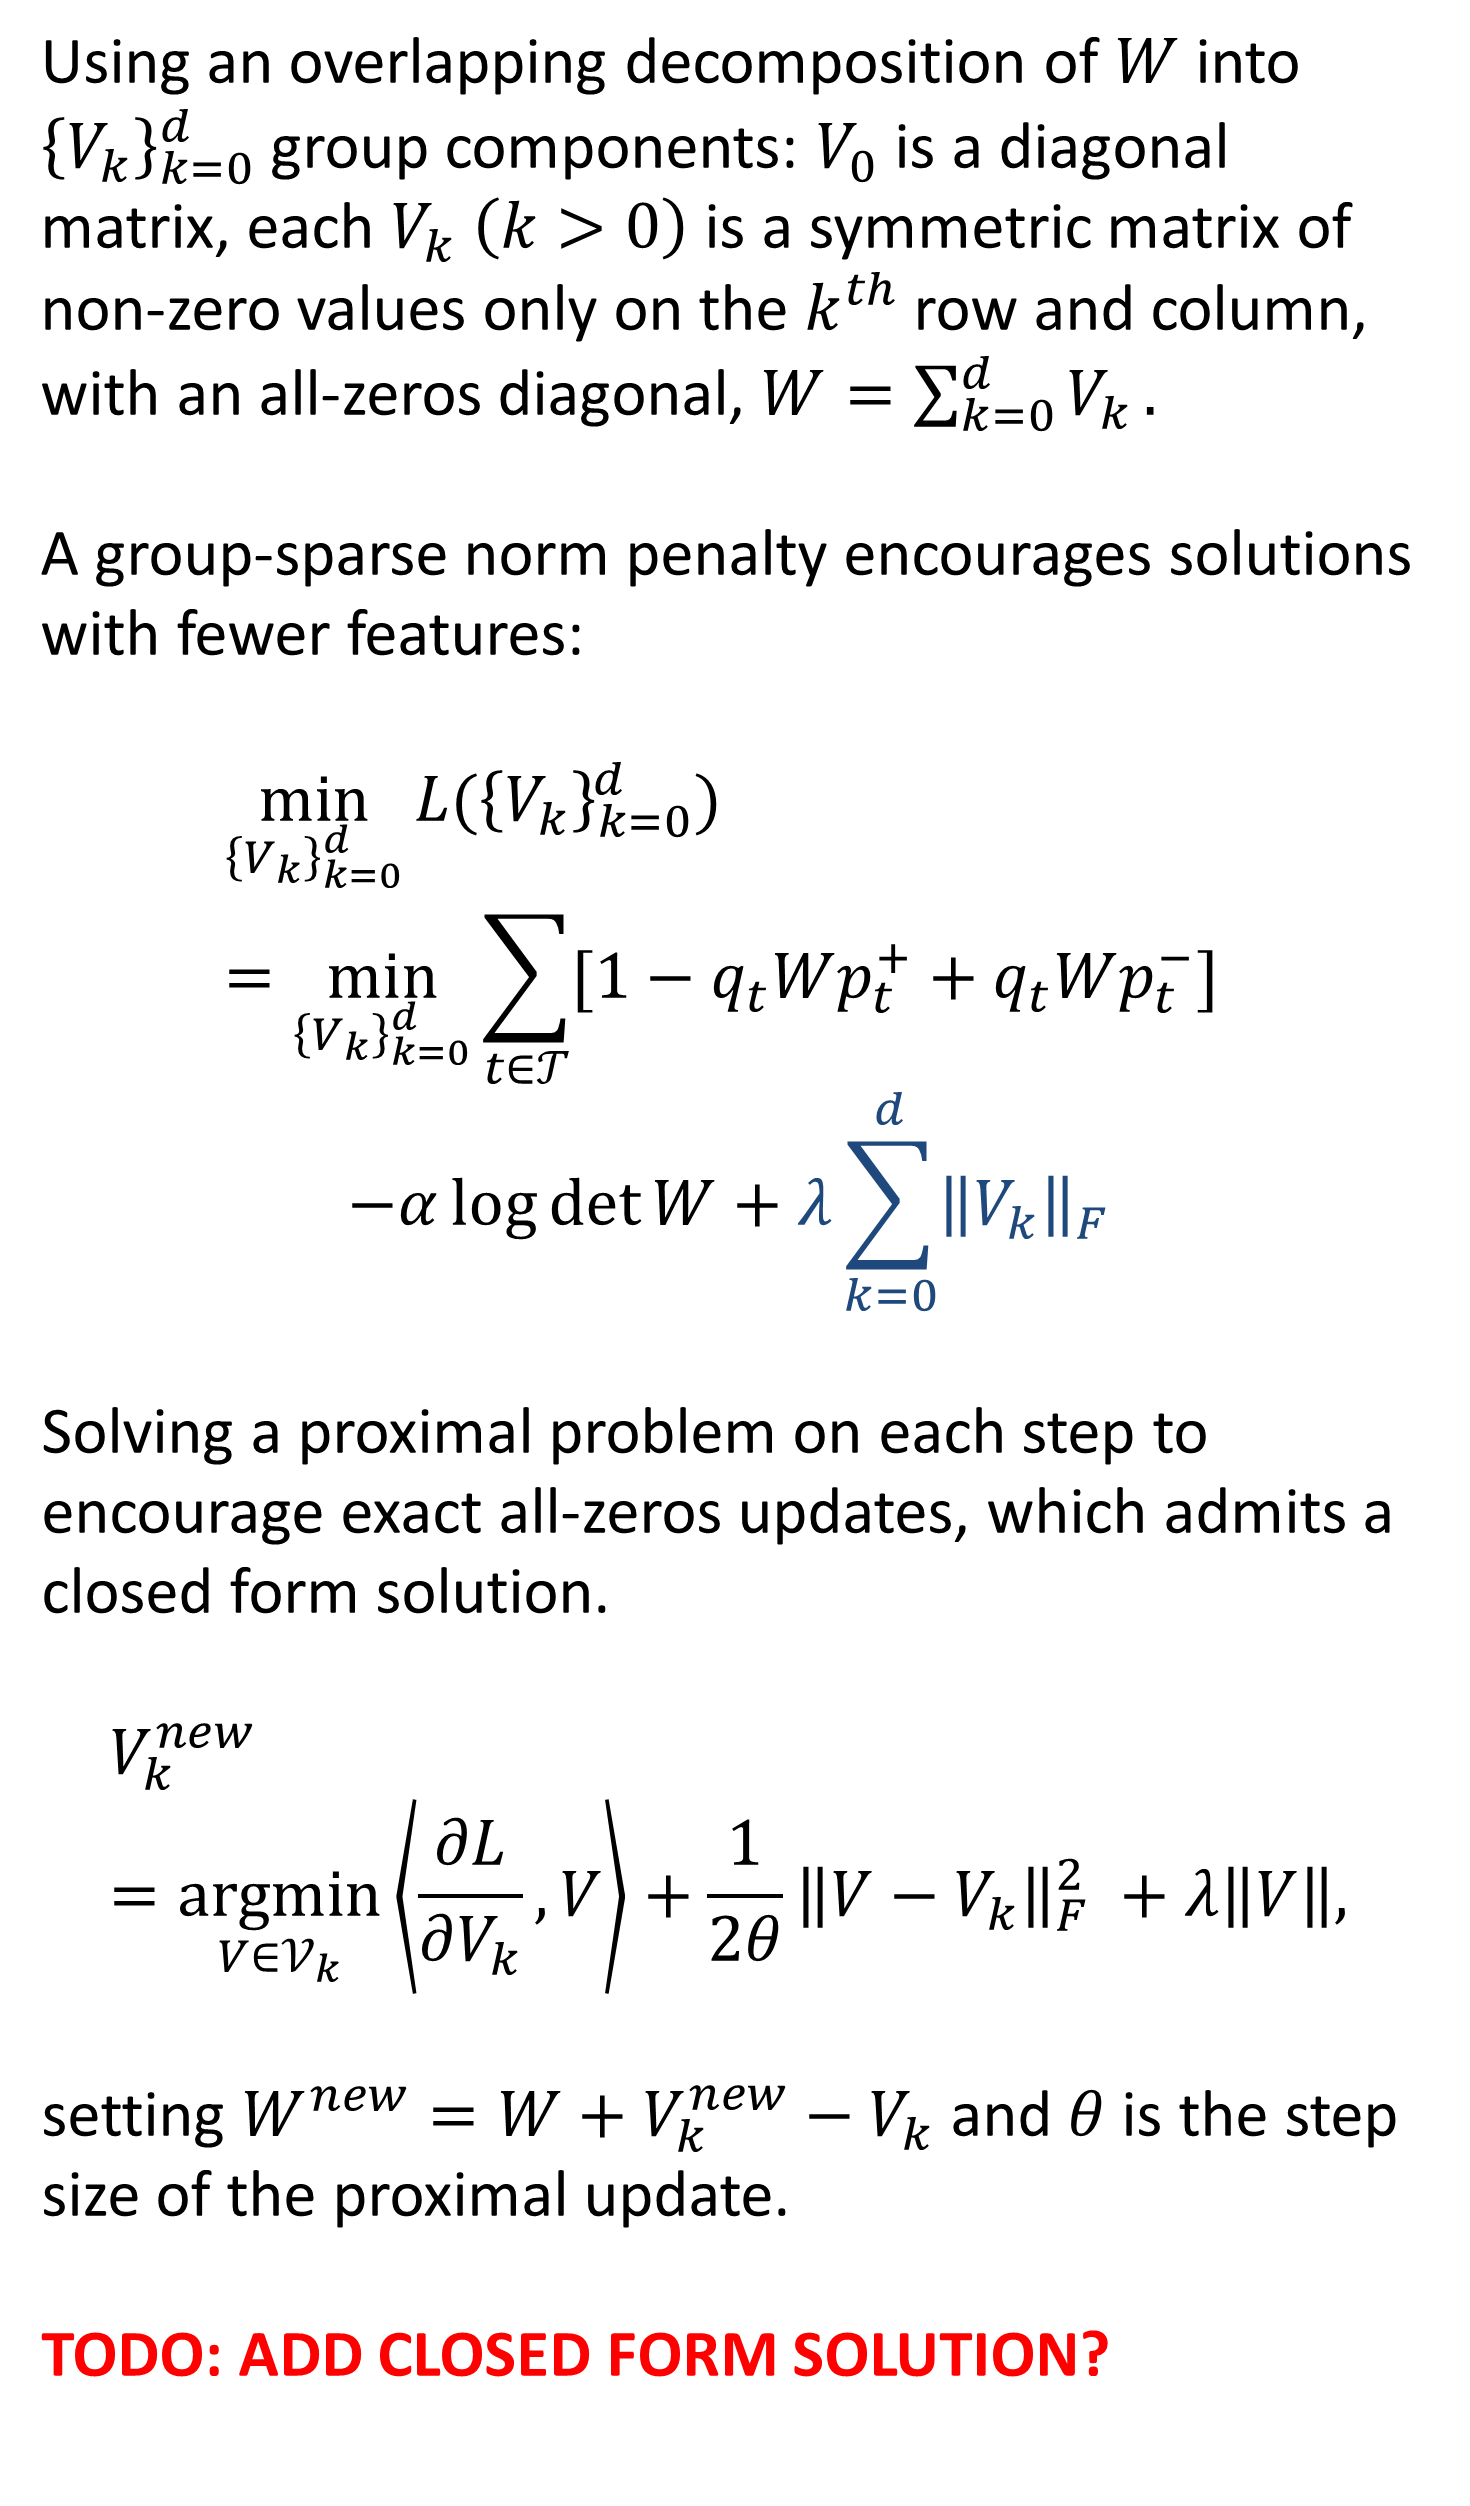 Using an overlapping decomposition of W into
{V_k}_{k=0}^d group components: V_0 is a diagonal
matrix, each V_k (k > 0) is a symmetric matrix of
non-zero values only on the k^{th} row and column,
with an all-zeros diagonal, W = ∑_{k=0}^d V_k .
A group-sparse norm penalty encourages solutions
with fewer features:
min_{{V_k}_{k=0}^d} L({V_k}_{k=0}^d)
= min_{{V_k}_{k=0}^d} ∑_{t∈𝒯} [1 − q_t W p_t^+ + q_t W p_t^−]
−α log det W + λ ∑_{k=0}^d ‖V_k‖_F
Solving a proximal problem on each step to
encourage exact all-zeros updates, which admits a
closed form solution.
V_k^{new}
= argmin_{V∈𝒱_k} ⟨∂L/∂V_k , V⟩ + 1/2θ ‖V − V_k‖_F^2 + λ‖V‖,
setting W^{new} = W + V_k^{new} − V_k and θ is the step
size of the proximal update.
TODO: ADD CLOSED FORM SOLUTION?